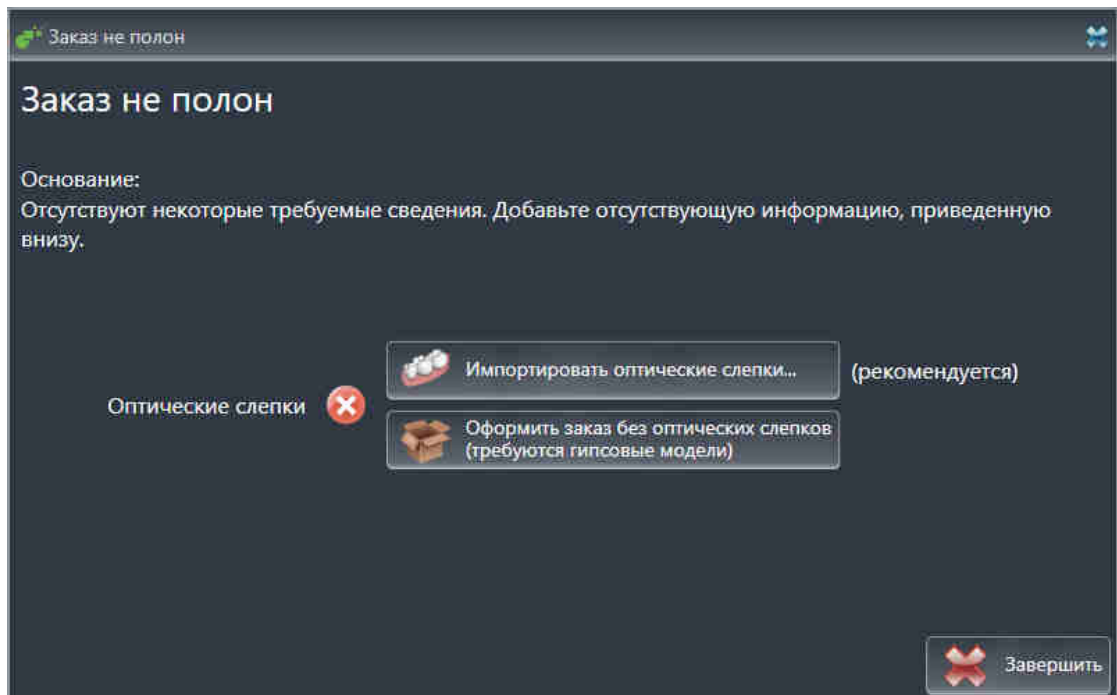 Заказ не полон
Заказ не полон
Основание:
Отсутствуют некоторые требуемые сведения. Добавьте отсутствующую информацию, приведенную
внизу.
Импортировать оптические слепки...
(рекомендуется)
Оптические слепки
Оформить заказ без оптических слепков
(требуются гипсовые модели)
Завершить